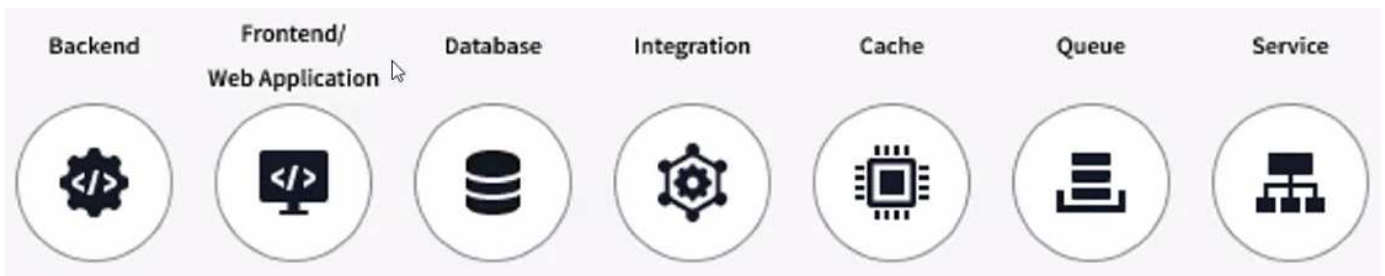 Backend
Frontend/
Web Application
Database
Integration
Cache
Queue
Service